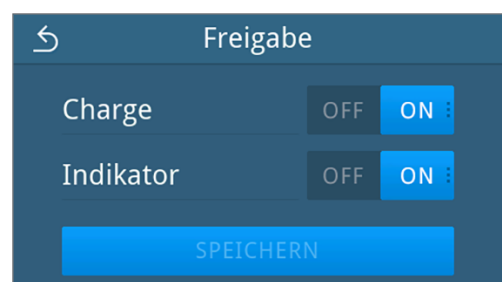 Freigabe
Charge OFF ON
Indikator OFF ON
SPEICHERN